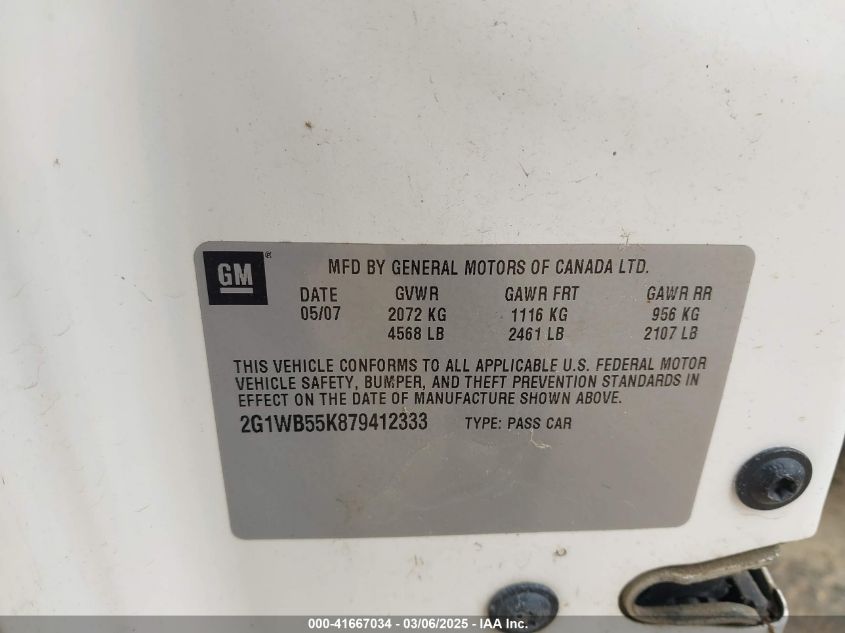 GM®
MFD BY GENERAL MOTORS OF CANADA LTD.
DATE GVWR GAWR FRT GAWR RR
05/07 2072 KG 1116 KG 956 KG
4568 LB 2461 LB 2107 LB
THIS VEHICLE CONFORMS TO ALL APPLICABLE U.S. FEDERAL MOTOR
VEHICLE SAFETY, BUMPER, AND THEFT PREVENTION STANDARDS IN
EFFECT ON THE DATE OF MANUFACTURE SHOWN ABOVE.
2G1WB55K879412333 TYPE: PASS CAR
000-41667034 - 03/06/2025 - IAA Inc.